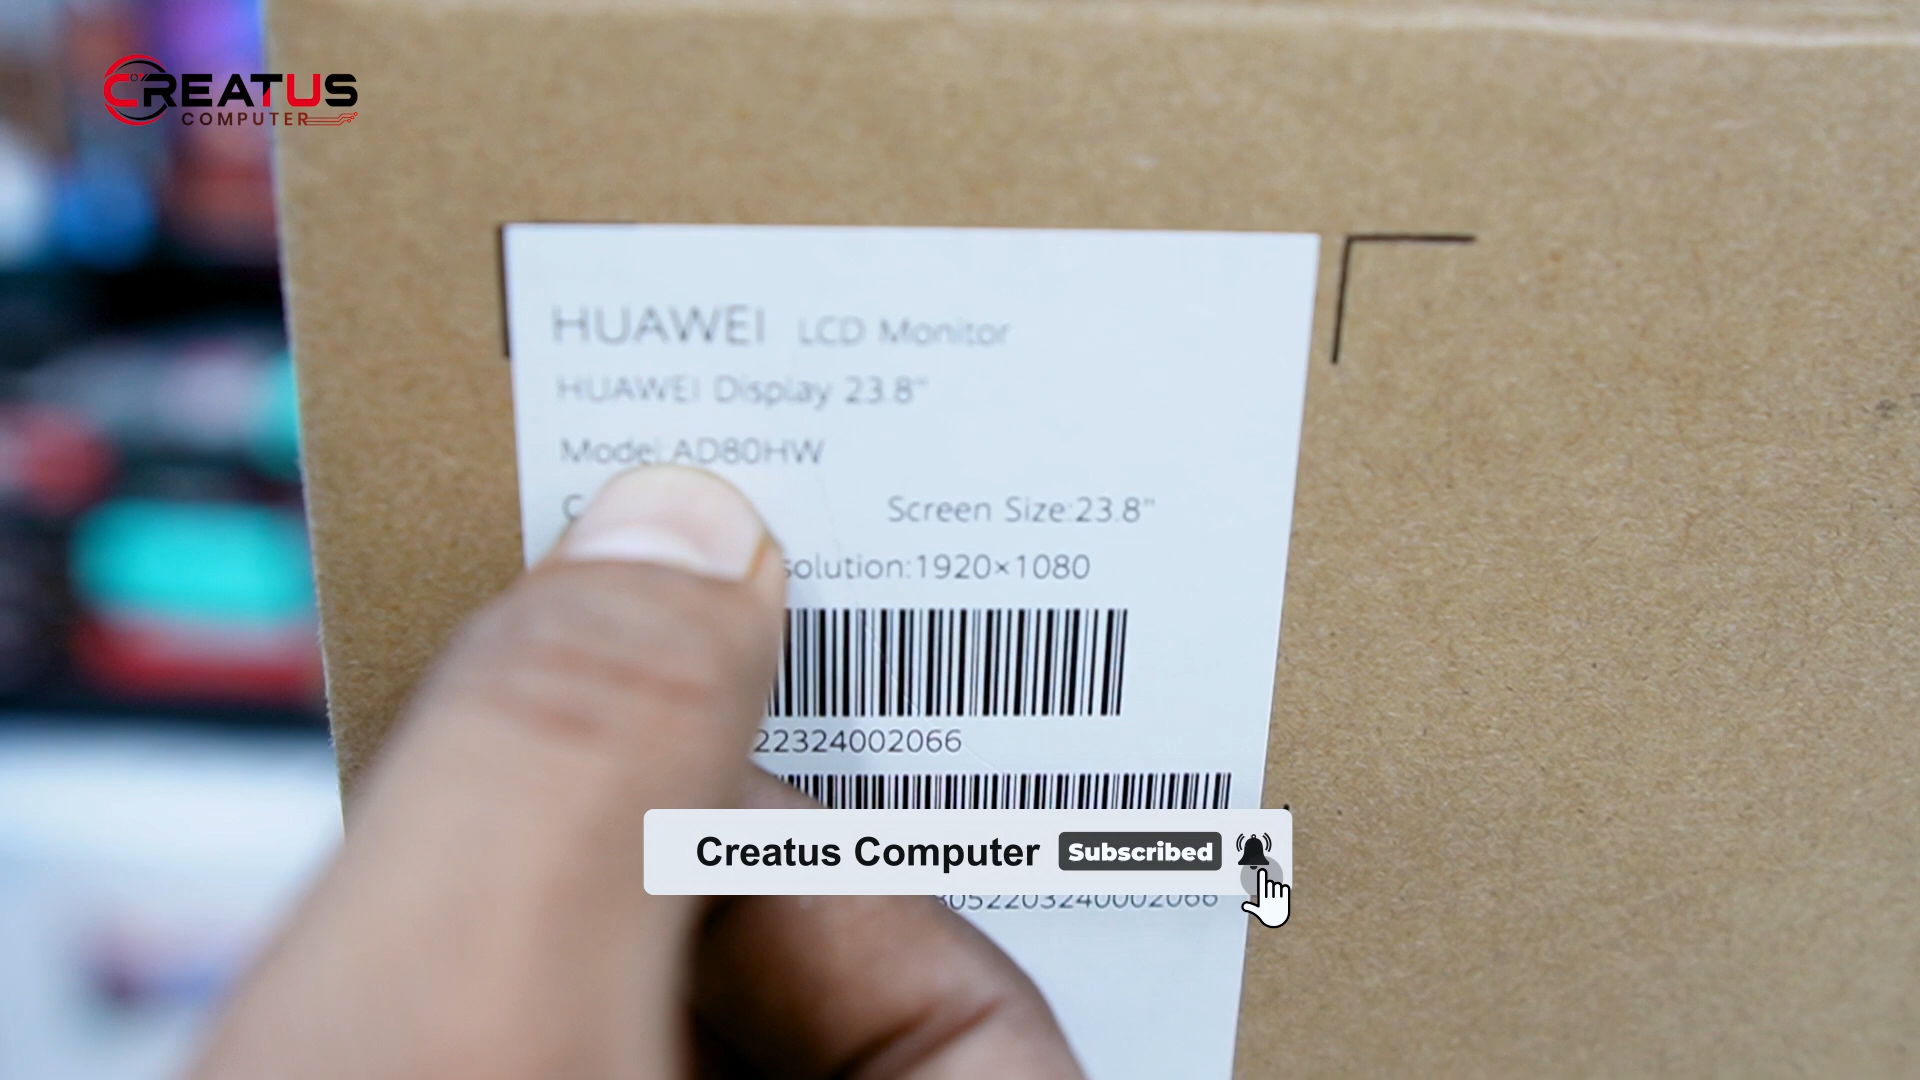 CREATUS
COMPUTER
HUAWEI LCD Monitor
HUAWEI Display 23.8"
Model:AD80HW
Screen Size:23.8"
solution:1920×1080
22324002066
Creatus Computer Subscribed
052203240002066